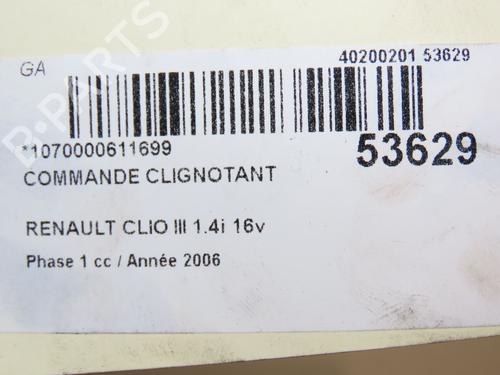 GA
40200201 53629
*1070000611699
53629
COMMANDE CLIGNOTANT
RENAULT CLIO III 1.4i 16v
Phase 1 cc / Année 2006
B-PARTS